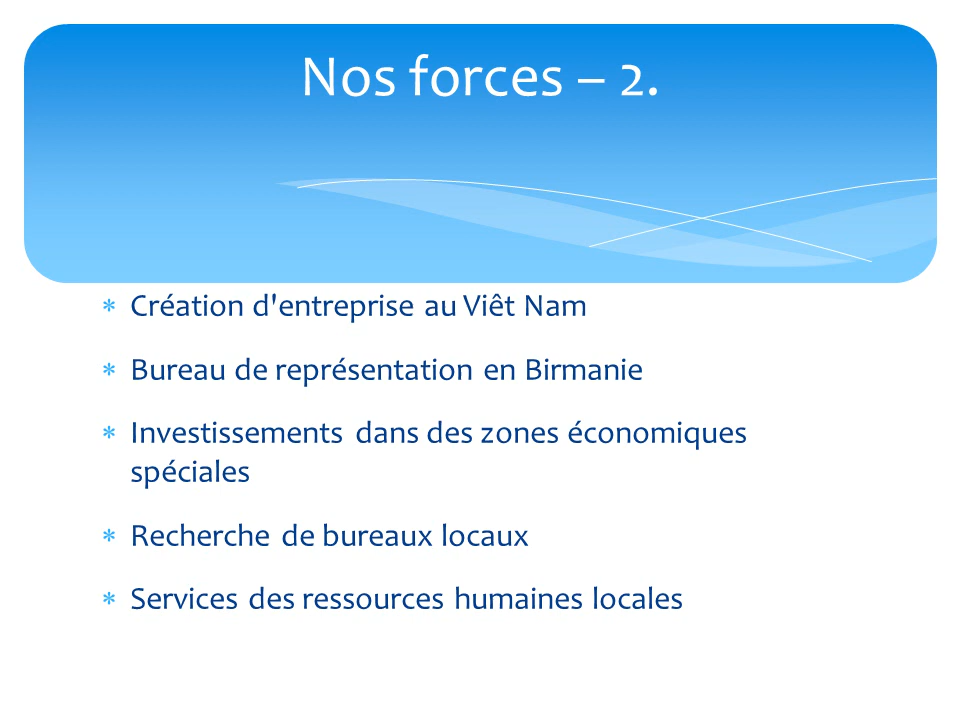 Nos forces – 2.
* Création d'entreprise au Viêt Nam
* Bureau de représentation en Birmanie
* Investissements dans des zones économiques
spéciales
* Recherche de bureaux locaux
* Services des ressources humaines locales